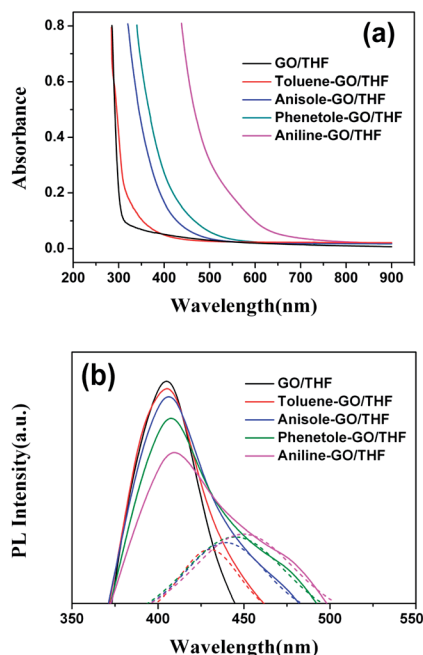 (a)
GO/THF
Toluene-GO/THF
Anisole-GO/THF
Phenetole-GO/THF
Aniline-GO/THF
Absorbance
0.8
0.6
0.4
0.2
0.0
200 300 400 500 600 700 800 900
Wavelength(nm)
(b)
GO/THF
Toluene-GO/THF
Anisole-GO/THF
Phenetole-GO/THF
Aniline-GO/THF
PL Intensity(a.u.)
350 400 450 500 550
Wavelength(nm)